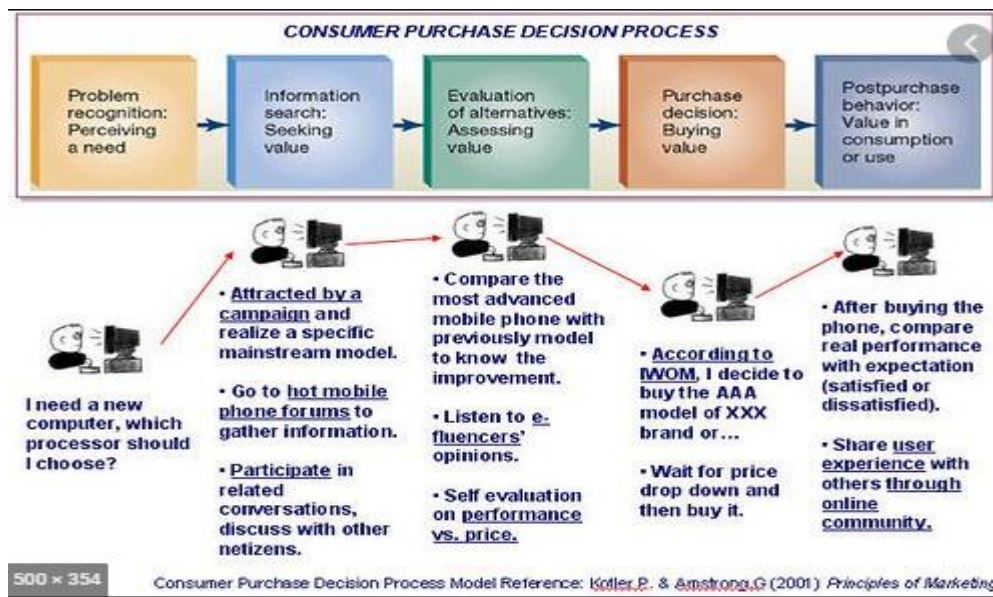 CONSUMER PURCHASE DECISION PROCESS
Problem
recognition:
Perceiving
a need
Information
search:
Seeking
value
Evaluation
of alternatives:
Assessing
value
Purchase
decision:
Buying
value
Postpurchase
behavior:
Value in
consumption
or use
I need a new
computer, which
processor should
I choose?
• Attracted by a
campaign and
realize a specific
mainstream model.
• Go to hot mobile
phone forums to
gather information.
• Participate in
related
conversations,
discuss with other
netizens.
• Compare the
most advanced
mobile phone with
previously model
to know the
improvement.
• Listen to e-
fluencers'
opinions.
• Self evaluation
on performance
vs. price.
• According to
IWOM, I decide to
buy the AAA
model of XXX
brand or…
• Wait for price
drop down and
then buy it.
• After buying the
phone, compare
real performance
with expectation
(satisfied or
dissatisfied).
• Share user
experience with
others through
online
community.
500 × 354
Consumer Purchase Decision Process Model Reference: Kotler,P. & Amstrong,G (2001) Principles of Marketing